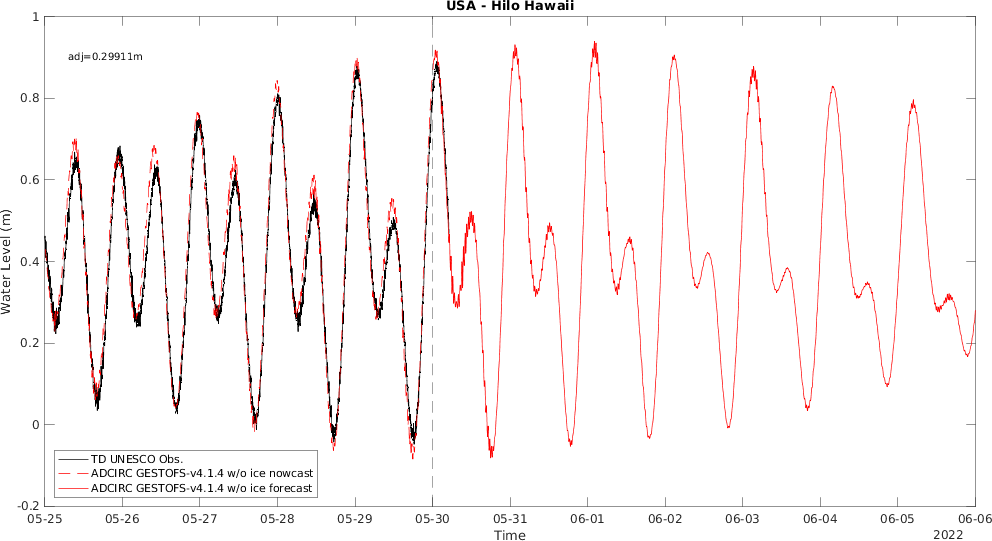 USA - Hilo Hawaii
adj=0.29911m
1
0.8
0.6
0.4
0.2
0
-0.2
Water Level (m)
TD UNESCO Obs.
ADCIRC GESTOFS-v4.1.4 w/o ice nowcast
ADCIRC GESTOFS-v4.1.4 w/o ice forecast
05-25 05-26 05-27 05-28 05-29 05-30 05-31 06-01 06-02 06-03 06-04 06-05 06-06
Time
2022